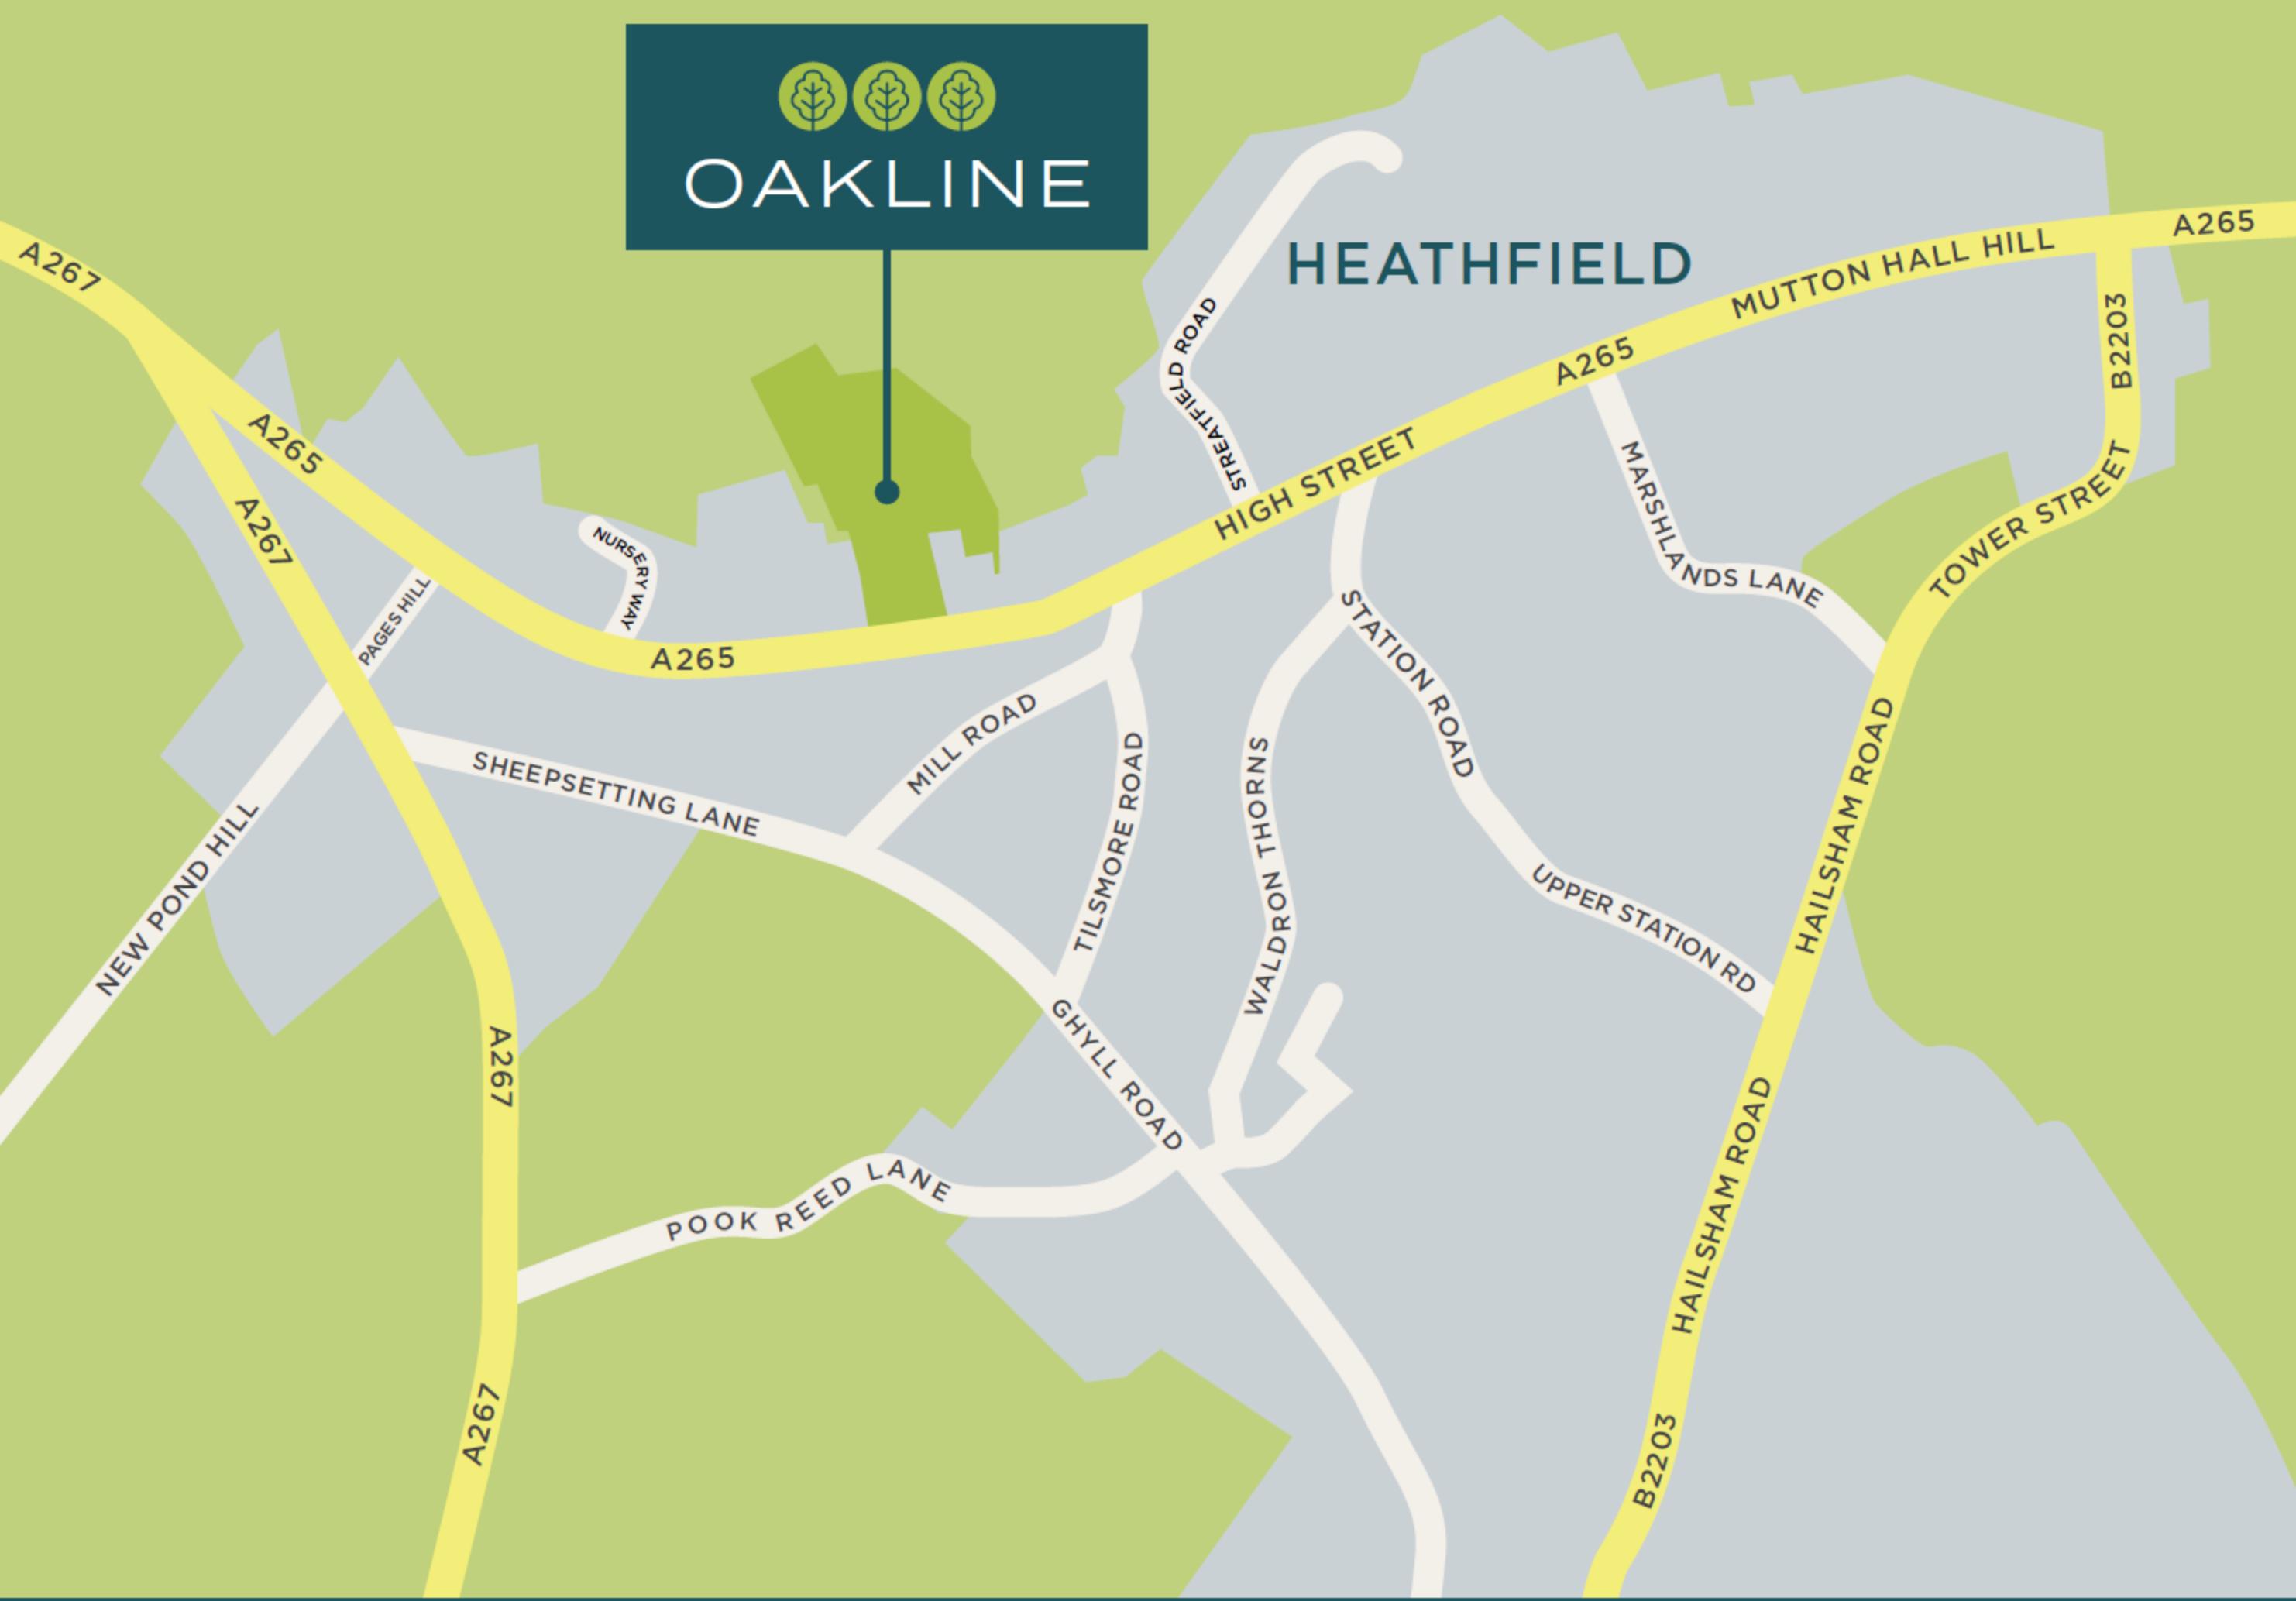 OAKLINE
HEATHFIELD
A267
A265
MUTTON HALL HILL
A265
B2203
STREATFIELD ROAD
HIGH STREET
A265
A267
A265
NURSERY WAY
PAGES HILL
MARSHLANDS LANE
TOWER STREET
STATION ROAD
MILL ROAD
SHEEPSETTING LANE
TILSMORE ROAD
WALDRON THORNS
HAILSHAM ROAD
NEW POND HILL
UPPER STATION RD
GHYLL ROAD
A267
POOK REED LANE
HAILSHAM ROAD
A267
B2203